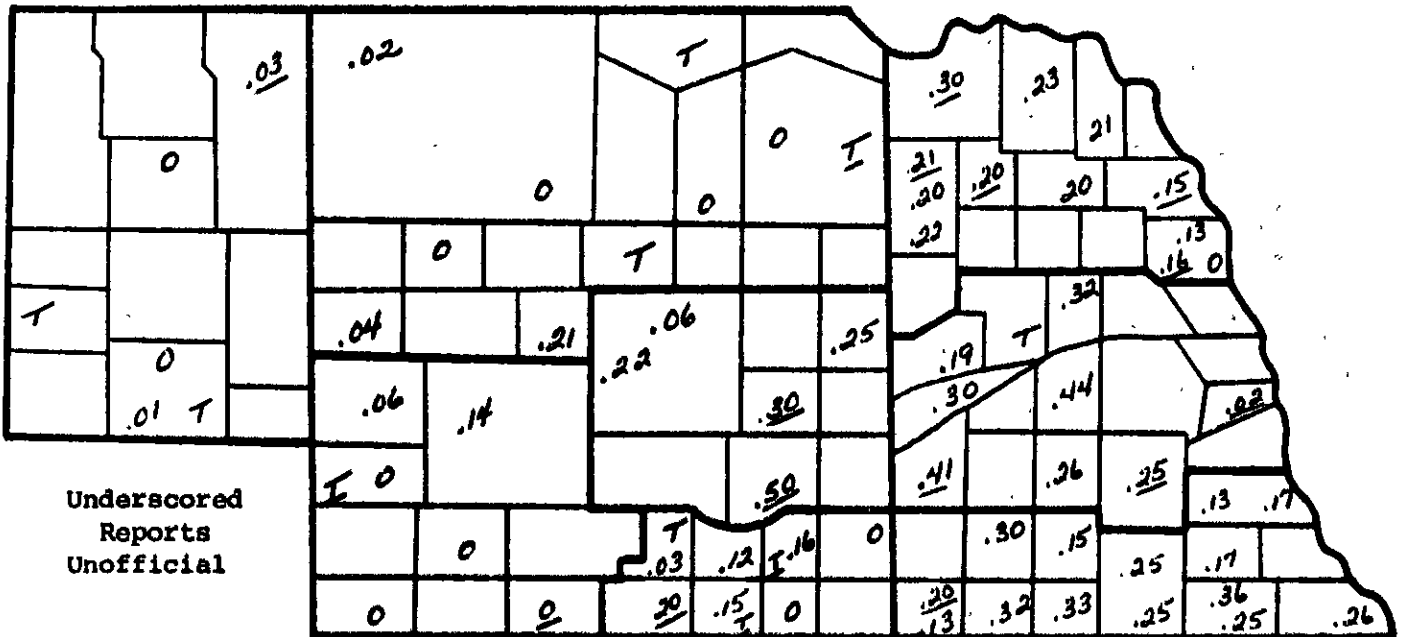 .03 .02 T .30 .23 21
0 0 T
0 0 .21 .20 20 .15
.20
.22
0 T .13
.16 0
T .04 .21 .06 .25 T .32
0 .22 .19
.01 T .06 .14 .30 .30 .44 .02
T 0 .50 .41 .26 .25 .13 .17
Underscored
Reports
Unofficial
0 T .03 .12 T .16 0 .30 .15 .25 .17
0 0 20 .15 T 0 .20 .13 .32 .33 .25 .36 .25 .26